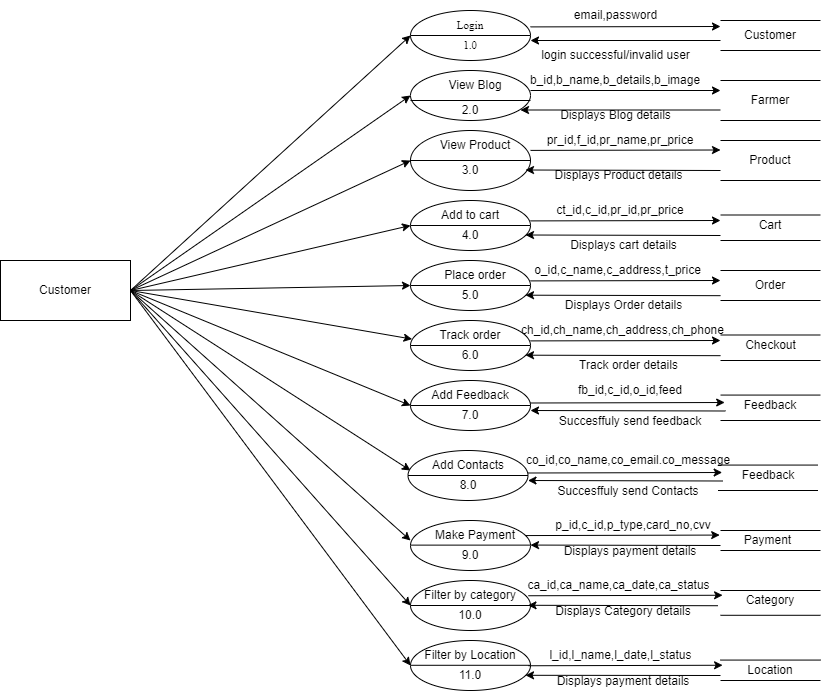 Customer
Login
1.0
email,password
login successful/invalid user
Customer
View Blog
2.0
b_id,b_name,b_details,b_image
Displays Blog details
Farmer
View Product
3.0
pr_id,f_id,pr_name,pr_price
Displays Product details
Product
Add to cart
4.0
ct_id,c_id,pr_id,pr_price
Displays cart details
Cart
Place order
5.0
o_id,c_name,c_address,t_price
Displays Order details
Order
Track order
6.0
ch_id,ch_name,ch_address,ch_phone
Track order details
Checkout
Add Feedback
7.0
fb_id,c_id,o_id,feed
Succesffuly send feedback
Feedback
Add Contacts
8.0
co_id,co_name,co_email.co_message
Succesffuly send Contacts
Feedback
Make Payment
9.0
p_id,c_id,p_type,card_no,cvv
Displays payment details
Payment
Filter by category
10.0
ca_id,ca_name,ca_date,ca_status
Displays Category details
Category
Filter by Location
11.0
l_id,l_name,l_date,l_status
Displays payment details
Location